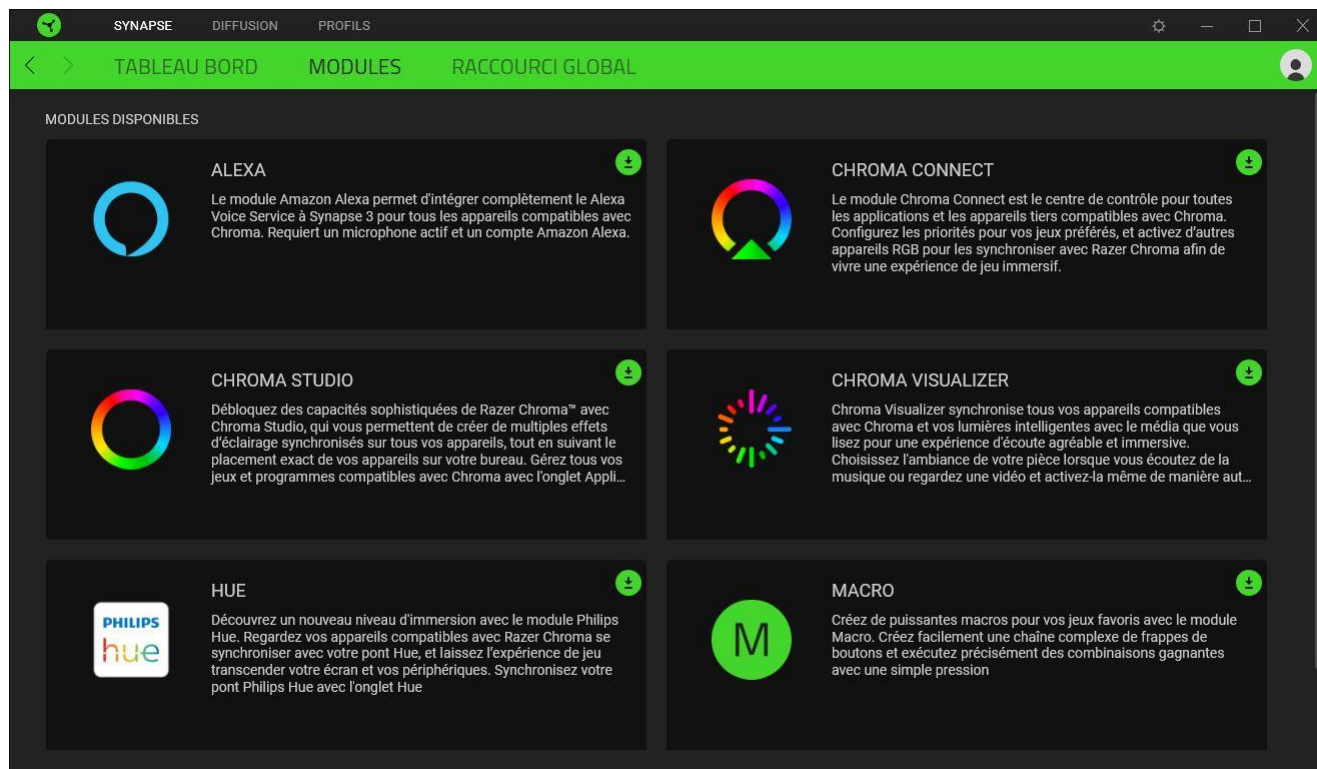 SYNAPSE DIFFUSION PROFILS
TABLEAU BORD MODULES RACCOURCI GLOBAL
MODULES DISPONIBLES
ALEXA
Le module Amazon Alexa permet d'intégrer complètement le Alexa
Voice Service à Synapse 3 pour tous les appareils compatibles avec
Chroma. Requiert un microphone actif et un compte Amazon Alexa.
CHROMA CONNECT
Le module Chroma Connect est le centre de contrôle pour toutes
les applications et les appareils tiers compatibles avec Chroma.
Configurez les priorités pour vos jeux préférés, et activez d'autres
appareils RGB pour les synchroniser avec Razer Chroma afin de
vivre une expérience de jeu immersif.
CHROMA STUDIO
Débloquez des capacités sophistiquées de Razer Chroma™ avec
Chroma Studio, qui vous permettent de créer de multiples effets
d'éclairage synchronisés sur tous vos appareils, tout en suivant le
placement exact de vos appareils sur votre bureau. Gérez tous vos
jeux et programmes compatibles avec Chroma avec l'onglet Appli...
CHROMA VISUALIZER
Chroma Visualizer synchronise tous vos appareils compatibles
avec Chroma et vos lumières intelligentes avec le média que vous
lisez pour une expérience d'écoute agréable et immersive.
Choisissez l'ambiance de votre pièce lorsque vous écoutez de la
musique ou regardez une vidéo et activez-la même de manière aut...
PHILIPS
hue
HUE
Découvrez un nouveau niveau d'immersion avec le module Philips
Hue. Regardez vos appareils compatibles avec Razer Chroma se
synchroniser avec votre pont Hue, et laissez l'expérience de jeu
transcender votre écran et vos périphériques. Synchronisez votre
pont Philips Hue avec l'onglet Hue
M
MACRO
Créez de puissantes macros pour vos jeux favoris avec le module
Macro. Créez facilement une chaîne complexe de frappes de
boutons et exécutez précisément des combinaisons gagnantes
avec une simple pression